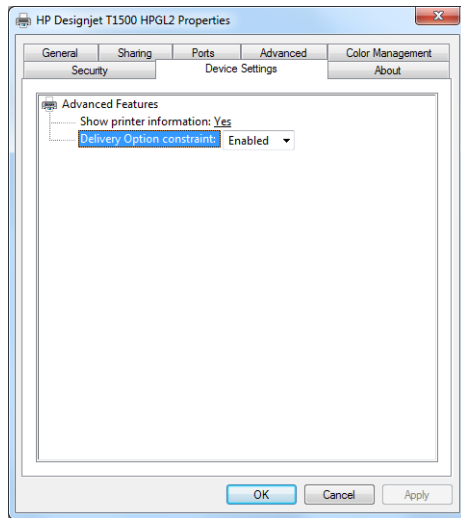 HP Designjet T1500 HPGL2 Properties
General Sharing Ports Advanced Color Management
Security Device Settings About
Advanced Features
Show printer information: Yes
Delivery Option constraint: Enabled
OK Cancel Apply